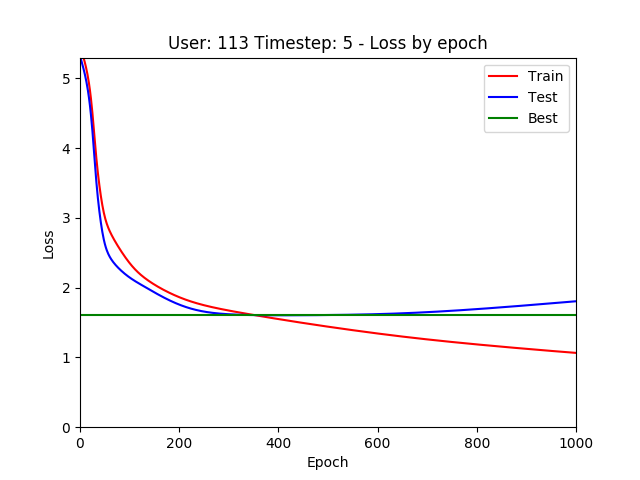 User: 113 Timestep: 5 - Loss by epoch
Train
Test
Best
Loss
5
4
3
2
1
0
0 200 400 600 800 1000
Epoch